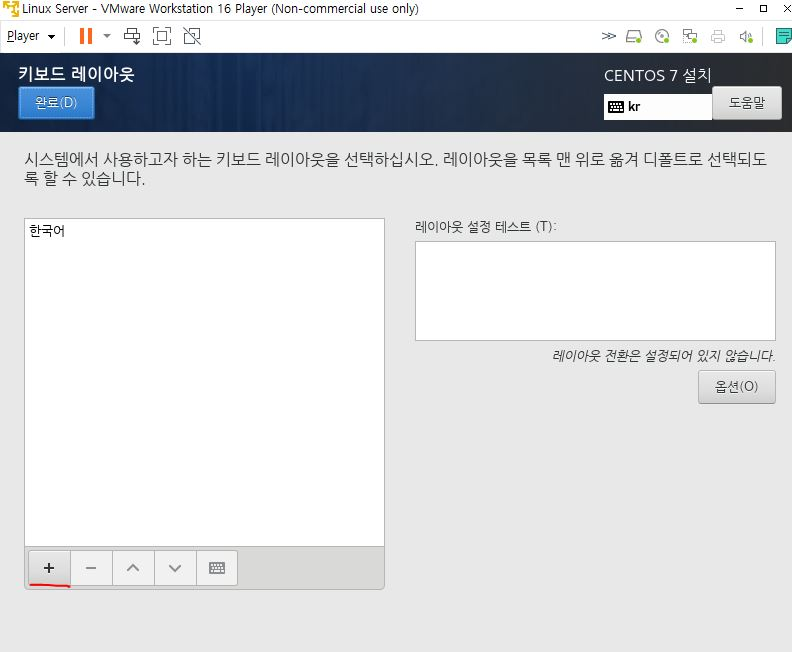 Linux Server - VMware Workstation 16 Player (Non-commercial use only)
Player
키보드 레이아웃
CENTOS 7 설치
완료(D)
kr
도움말
시스템에서 사용하고자 하는 키보드 레이아웃을 선택하십시오. 레이아웃을 목록 맨 위로 옮겨 디폴트로 선택되도
록 할 수 있습니다.
한국어
레이아웃 설정 테스트 (T):
레이아웃 전환은 설정되어 있지 않습니다.
옵션(O)